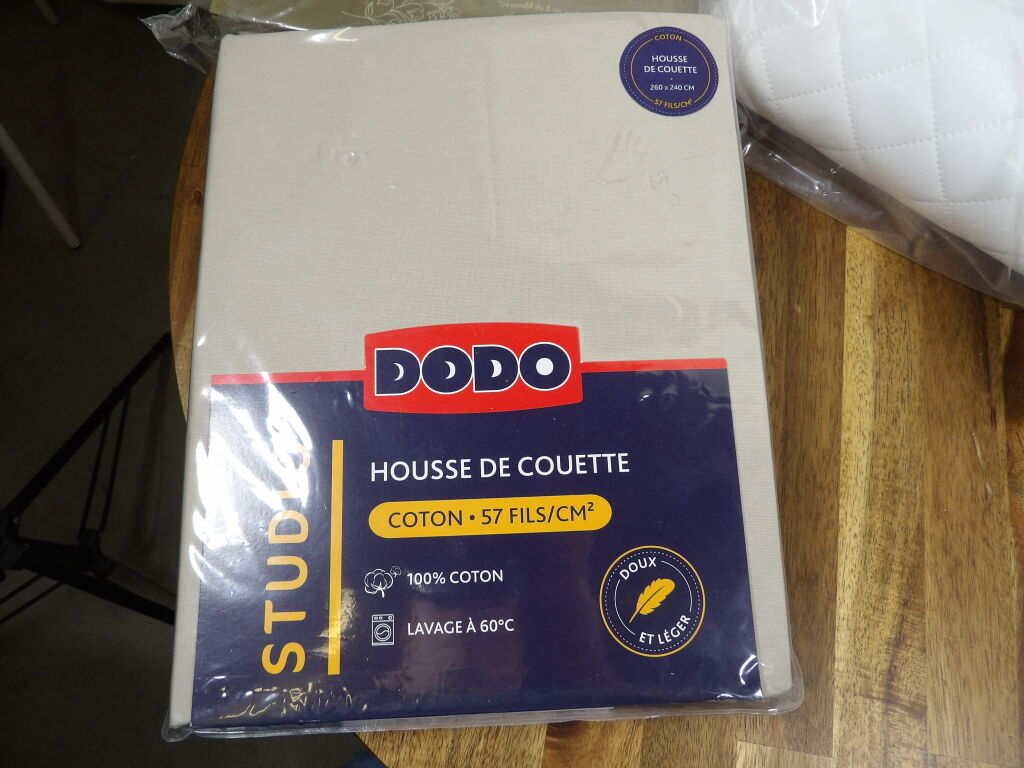 COTON
HOUSSE
DE COUETTE
260 x 240 CM
57 FILS/CM²
DODO
STUDIO
HOUSSE DE COUETTE
COTON • 57 FILS/CM²
100% COTON
LAVAGE À 60°C
DOUX
ET LÉGER